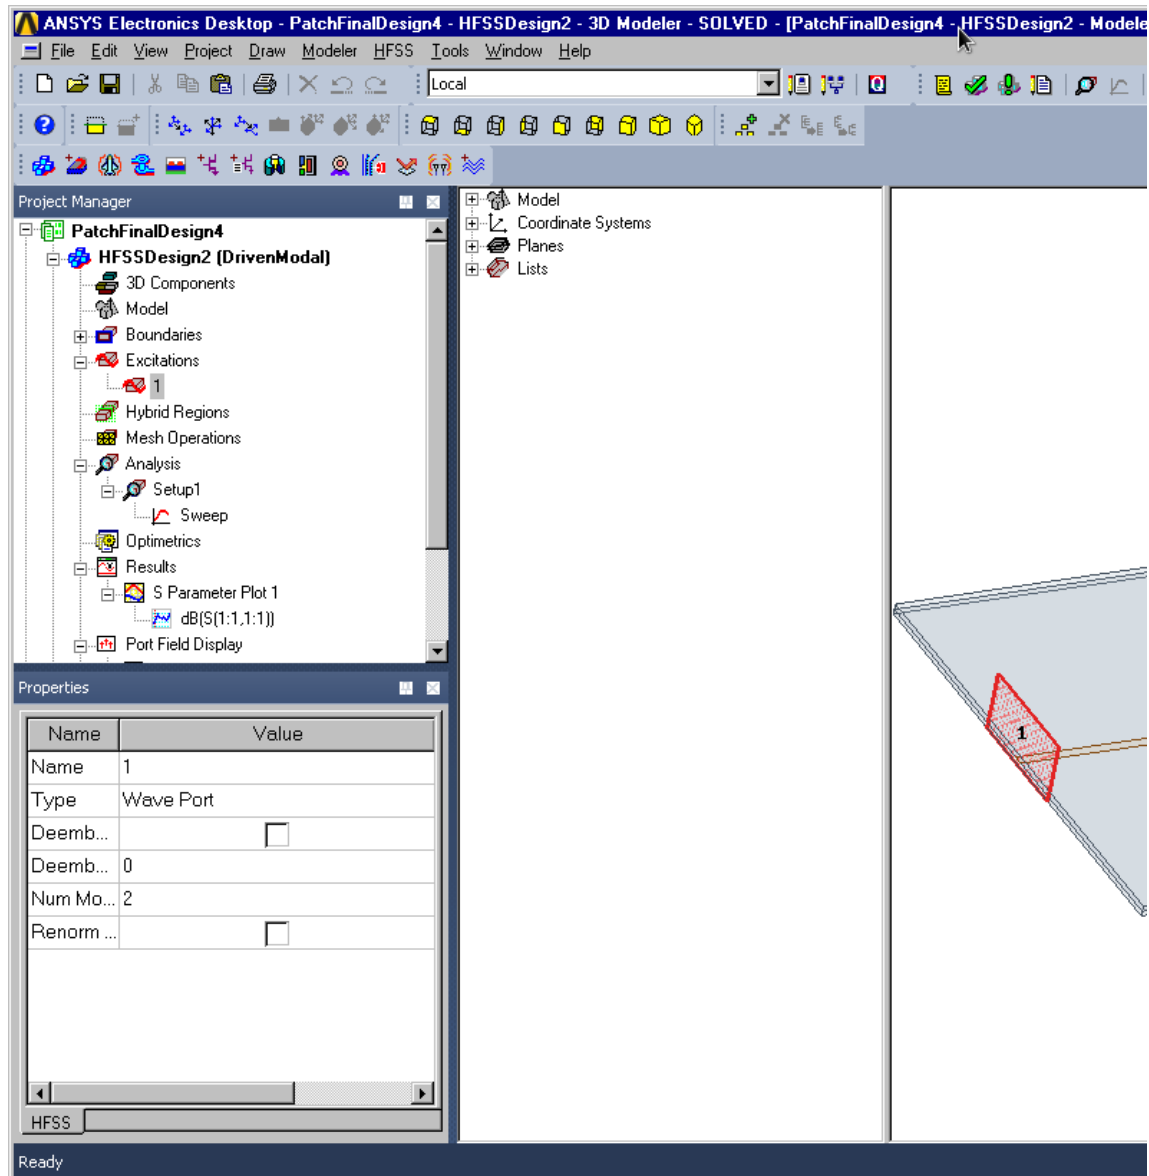 ANSYS Electronics Desktop - PatchFinalDesign4 - HFSSDesign2 - 3D Modeler - SOLVED - [PatchFinalDesign4 - HFSSDesign2 - Modele
File Edit View Project Draw Modeler HFSS Tools Window Help
Local
Project Manager
PatchFinalDesign4
HFSSDesign2 (DrivenModal)
3D Components
Model
Boundaries
Excitations
1
Hybrid Regions
Mesh Operations
Analysis
Setup1
Sweep
Optimetrics
Results
S Parameter Plot 1
dB(S(1:1,1:1))
Port Field Display
Model
Coordinate Systems
Planes
Lists
1
Properties
Name Value
Name 1
Type Wave Port
Deemb...
Deemb... 0
Num Mo... 2
Renorm ...
HFSS
Ready